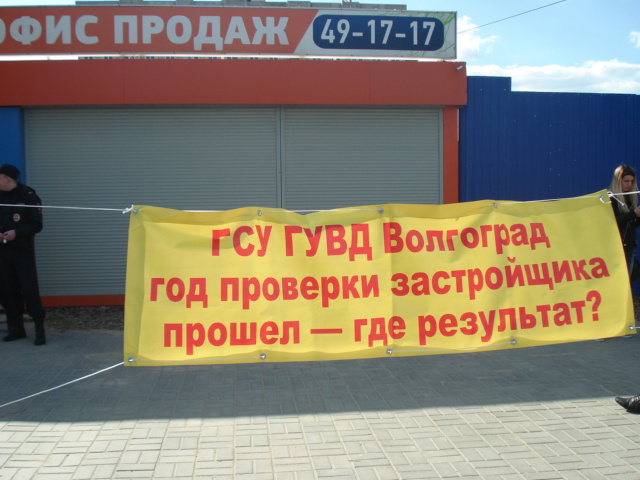 ОФИС ПРОДАЖ 49-17-17
ГСУ ГУВД Волгоград
год проверки застройщика
прошел — где результат?